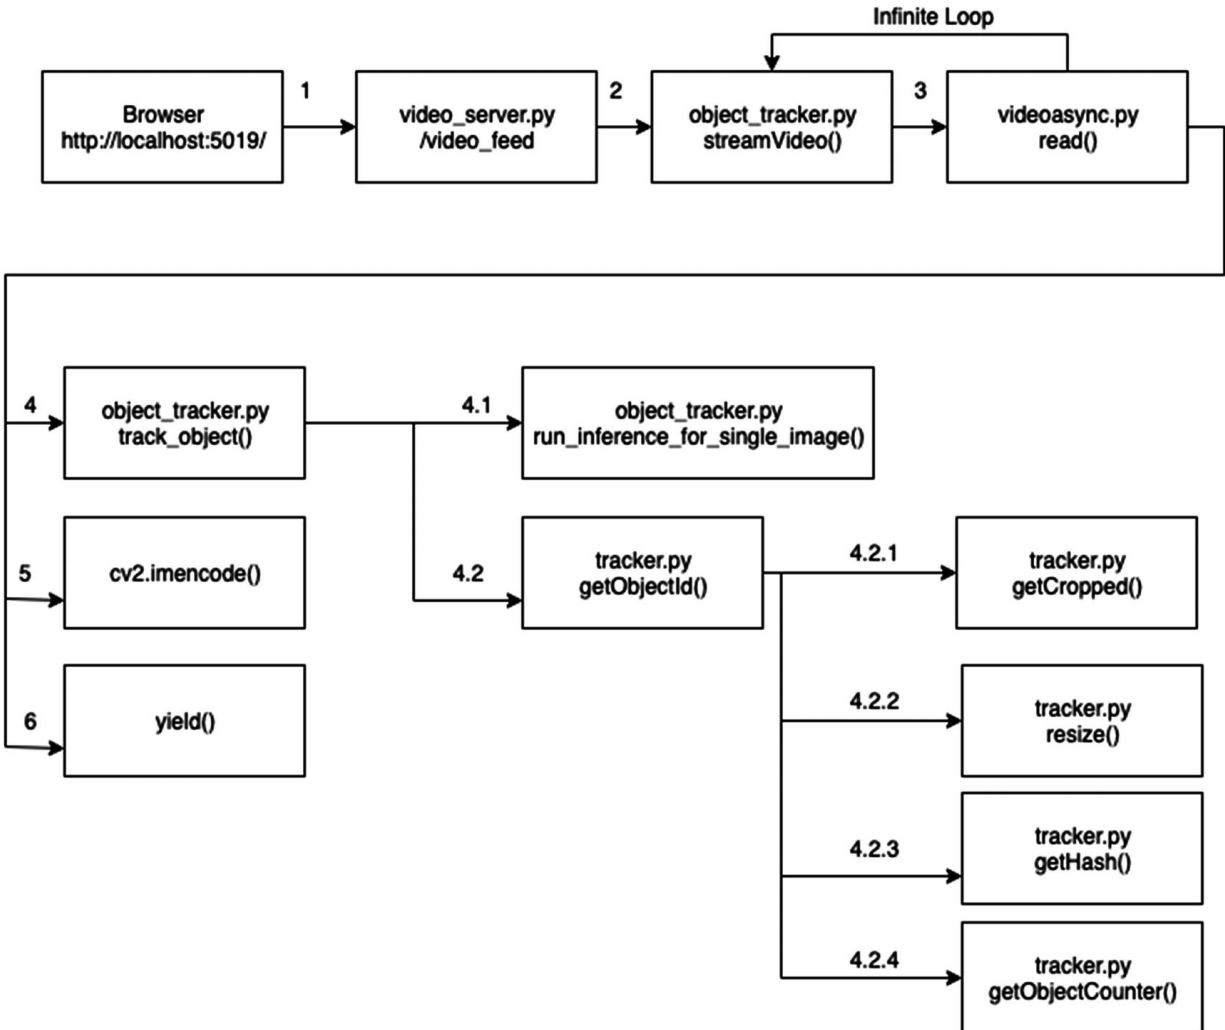 Infinite Loop
Browser
http://localhost:5019/
1
video_server.py
/video_feed
2
object_tracker.py
streamVideo()
3
videoasync.py
read()
4
object_tracker.py
track_object()
4.1
object_tracker.py
run_inference_for_single_image()
5
cv2.imencode()
4.2
tracker.py
getObjectId()
4.2.1
tracker.py
getCropped()
6
yield()
4.2.2
tracker.py
resize()
4.2.3
tracker.py
getHash()
4.2.4
tracker.py
getObjectCounter()